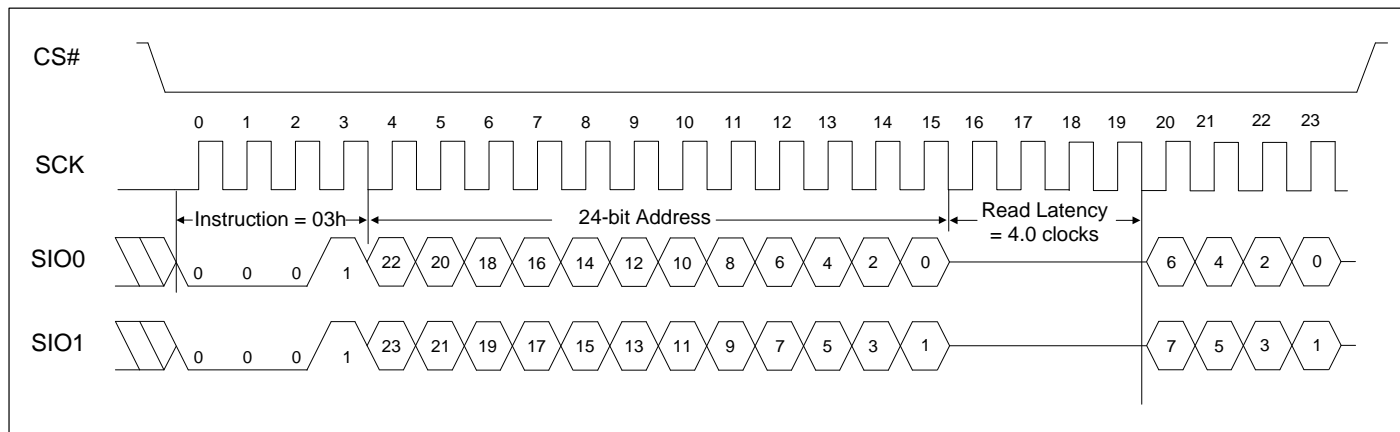 CS#
0 1 2 3 4 5 6 7 8 9 10 11 12 13 14 15 16 17 18 19 20 21 22 23
SCK
Instruction = 03h 24-bit Address Read Latency
= 4.0 clocks
SIO0 0 0 0 1 22 20 18 16 14 12 10 8 6 4 2 0 6 4 2 0
SIO1 0 0 0 1 23 21 19 17 15 13 11 9 7 5 3 1 7 5 3 1